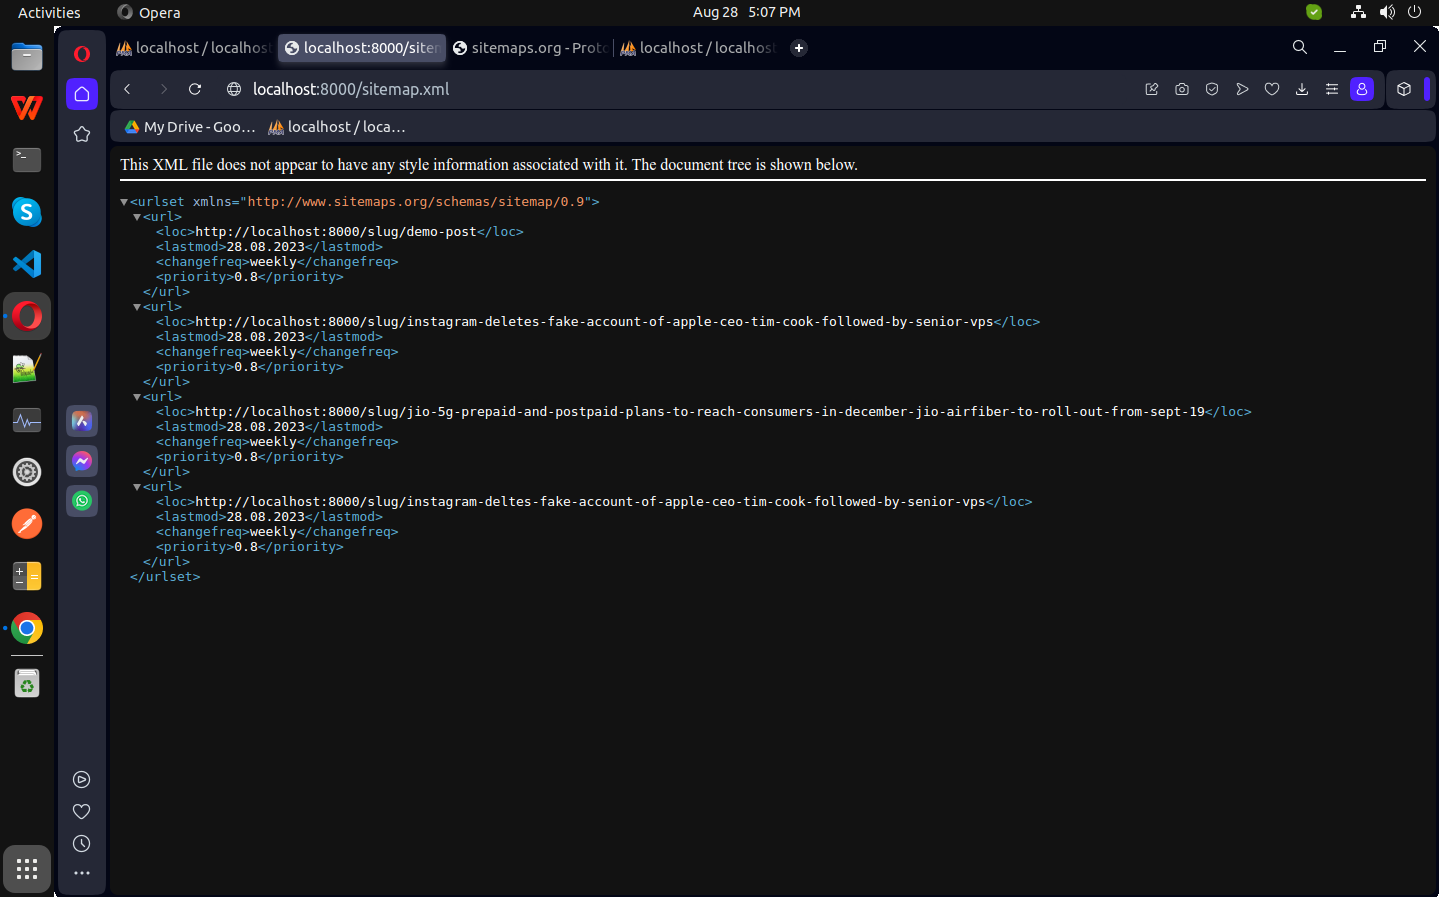 Activities
Opera
Aug 28 5:07 PM
localhost / localhos
localhost:8000/siten
sitemaps.org - Proto
localhost / localhost
localhost:8000/sitemap.xml
My Drive - Goo...
localhost / loca...
This XML file does not appear to have any style information associated with it. The document tree is shown below.
<urlset xmlns="http://www.sitemaps.org/schemas/sitemap/0.9">
<url>
<loc>http://localhost:8000/slug/demo-post</loc>
<lastmod>28.08.2023</lastmod>
<changefreq>weekly</changefreq>
<priority>0.8</priority>
</url>
<url>
<loc>http://localhost:8000/slug/instagram-deletes-fake-account-of-apple-ceo-tim-cook-followed-by-senior-vps</loc>
<lastmod>28.08.2023</lastmod>
<changefreq>weekly</changefreq>
<priority>0.8</priority>
</url>
<url>
<loc>http://localhost:8000/slug/jio-5g-prepaid-and-postpaid-plans-to-reach-consumers-in-december-jio-airfiber-to-roll-out-from-sept-19</loc>
<lastmod>28.08.2023</lastmod>
<changefreq>weekly</changefreq>
<priority>0.8</priority>
</url>
<url>
<loc>http://localhost:8000/slug/instagram-deltes-fake-account-of-apple-ceo-tim-cook-followed-by-senior-vps</loc>
<lastmod>28.08.2023</lastmod>
<changefreq>weekly</changefreq>
<priority>0.8</priority>
</url>
</urlset>